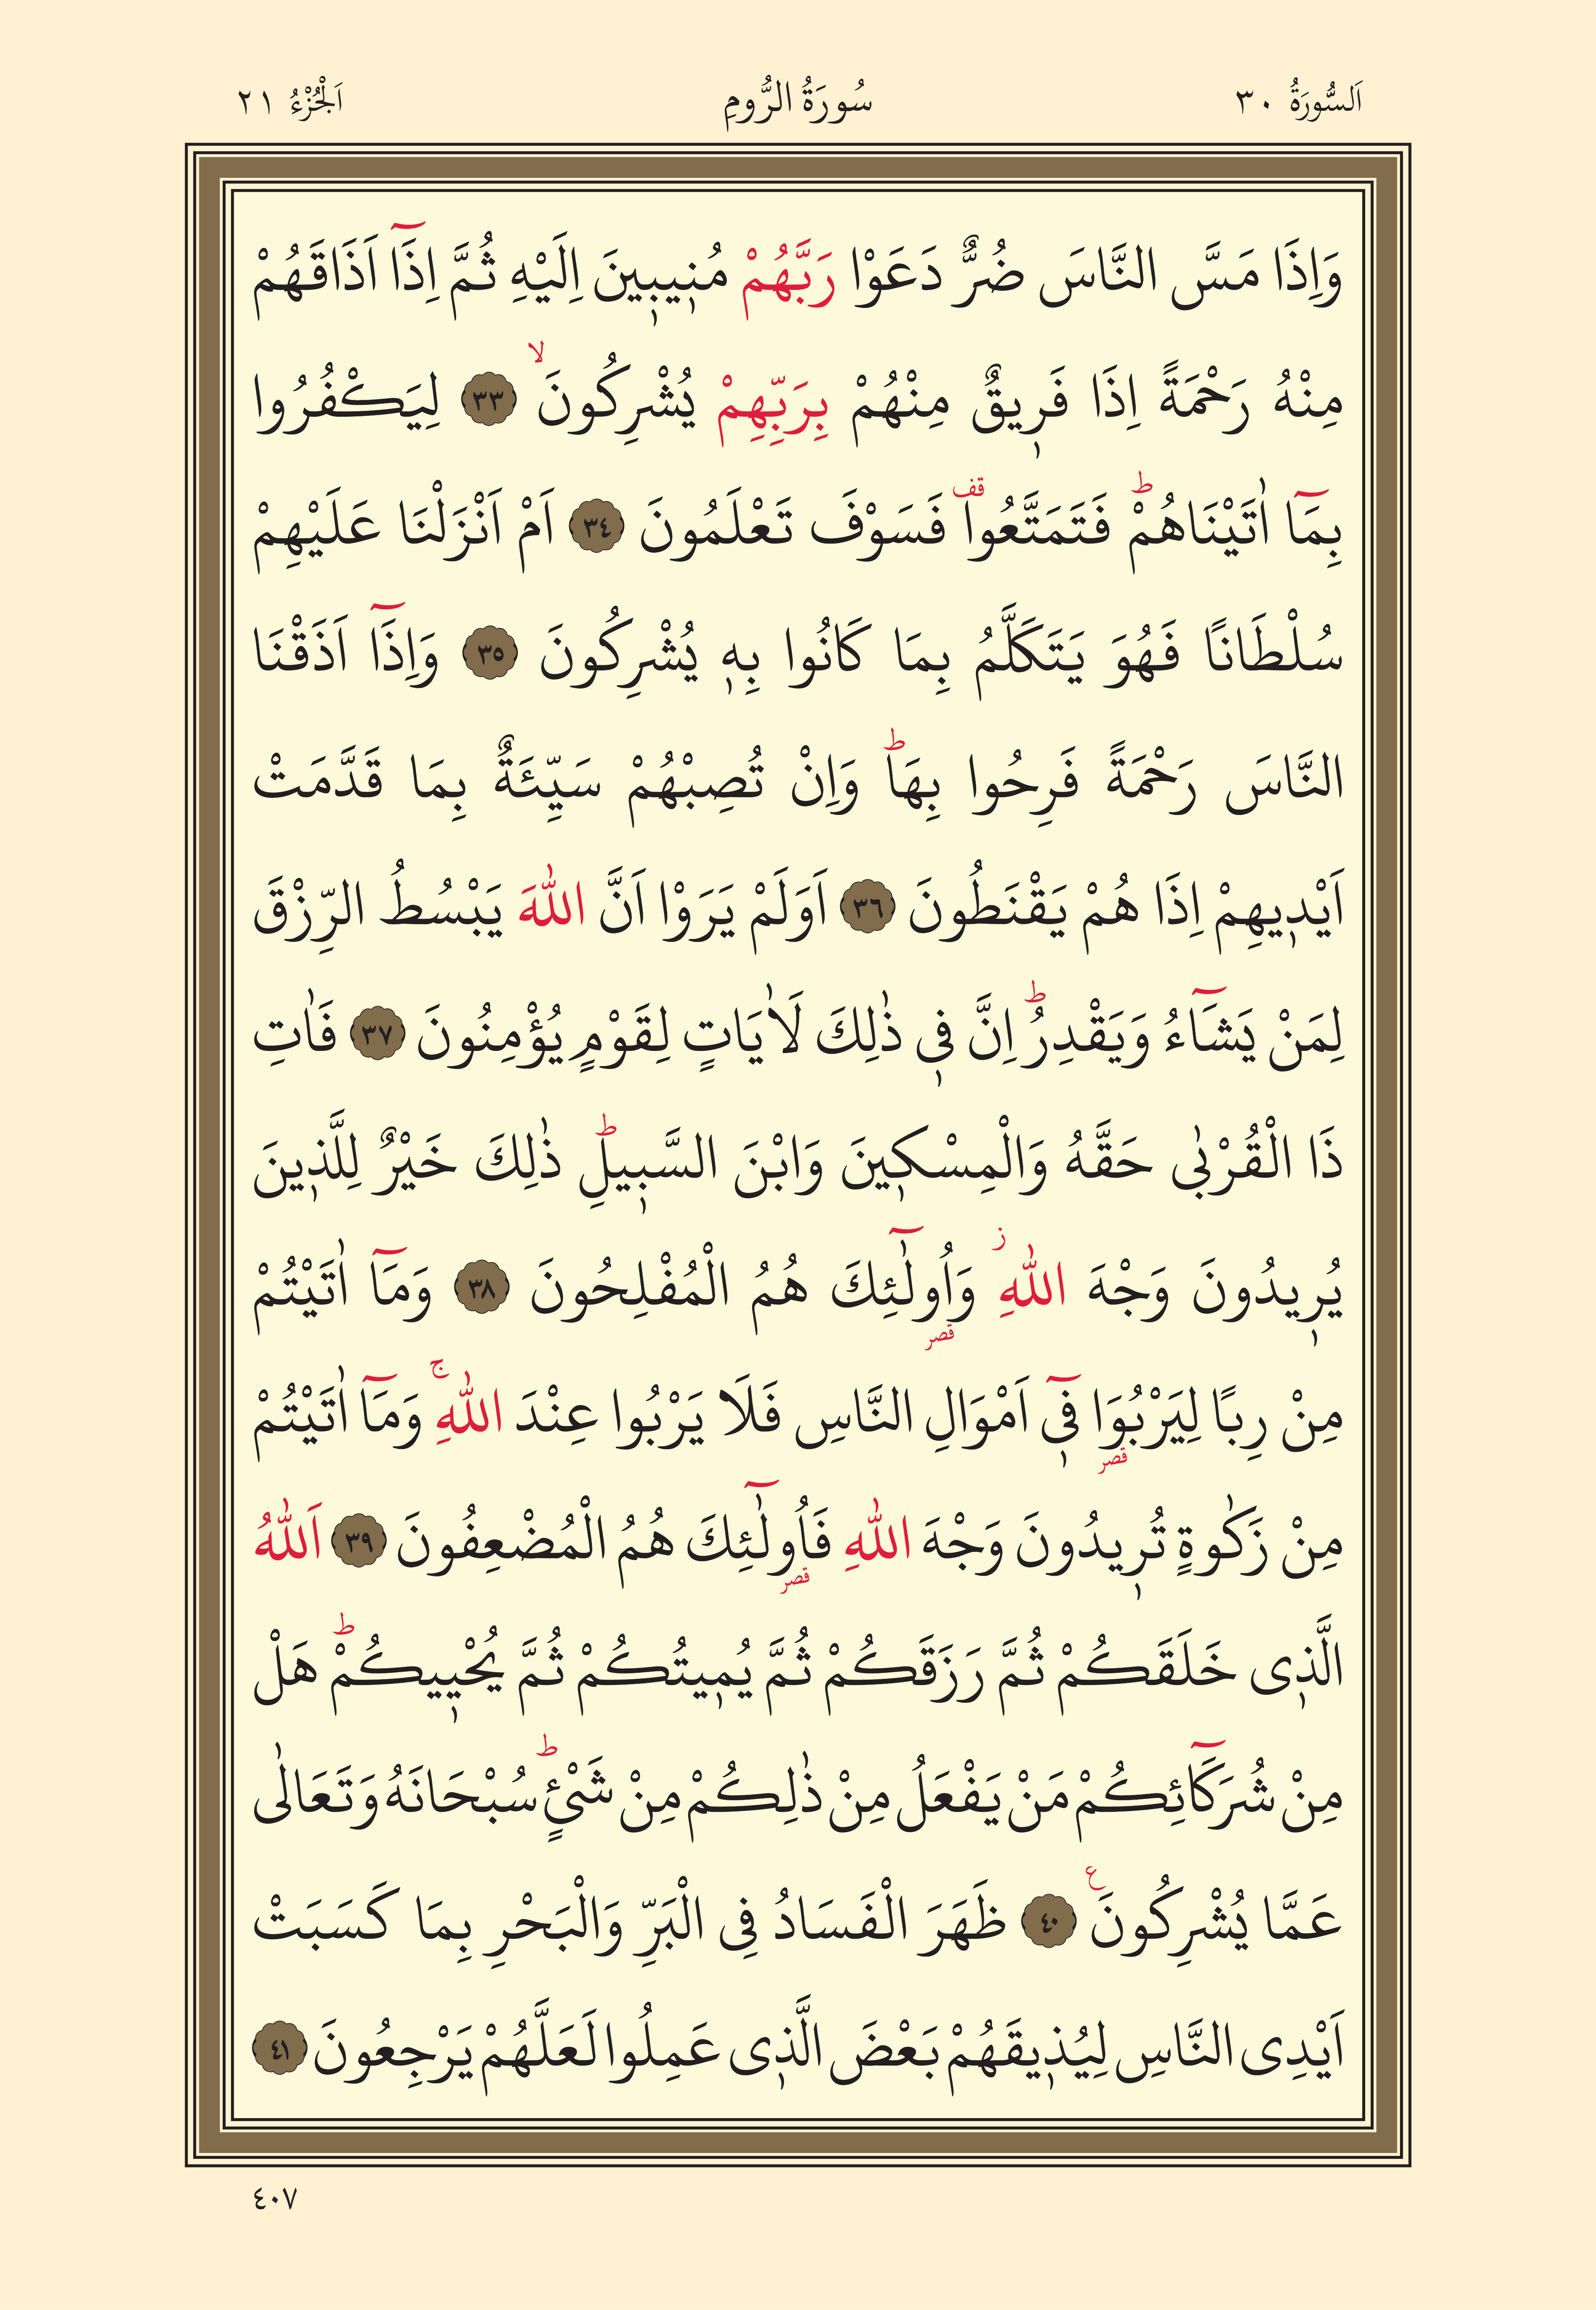 اَلسُّورَةُ ٣٠ سُورَةُ الرُّومِ اَلْجُزْءُ ٢١
وَاِذَا مَسَّ النَّاسَ ضُرٌّ دَعَوْا رَبَّهُمْ مُنٖيبٖينَ اِلَيْهِ ثُمَّ اِذَٓا اَذَاقَهُمْ
مِنْهُ رَحْمَةً اِذَا فَرٖيقٌ مِنْهُمْ بِرَبِّهِمْ يُشْرِكُونَۙ ٣٣ لِيَكْفُرُوا
بِمَٓا اٰتَيْنَاهُمْؕ فَتَمَتَّعُوا قف فَسَوْفَ تَعْلَمُونَ ٣٤ اَمْ اَنْزَلْنَا عَلَيْهِمْ
سُلْطَانًا فَهُوَ يَتَكَلَّمُ بِمَا كَانُوا بِهٖ يُشْرِكُونَ ٣٥ وَاِذَٓا اَذَقْنَا
النَّاسَ رَحْمَةً فَرِحُوا بِهَاؕ وَاِنْ تُصِبْهُمْ سَيِّئَةٌ بِمَا قَدَّمَتْ
اَيْدٖيهِمْ اِذَا هُمْ يَقْنَطُونَ ٣٦ اَوَلَمْ يَرَوْا اَنَّ اللّٰهَ يَبْسُطُ الرِّزْقَ
لِمَنْ يَشَٓاءُ وَيَقْدِرُؕ اِنَّ فٖى ذٰلِكَ لَاٰيَاتٍ لِقَوْمٍ يُؤْمِنُونَ ٣٧ فَاٰتِ
ذَا الْقُرْبٰى حَقَّهُ وَالْمِسْكٖينَ وَابْنَ السَّبٖيلِؕ ذٰلِكَ خَيْرٌ لِلَّذٖينَ
يُرٖيدُونَ وَجْهَ اللّٰهِ ز وَاُو۬لٰٓئِكَ قصر هُمُ الْمُفْلِحُونَ ٣٨ وَمَٓا اٰتَيْتُمْ
مِنْ رِبًا لِيَرْبُوَا قصر فٖٓى اَمْوَالِ النَّاسِ فَلَا يَرْبُوا عِنْدَ اللّٰهِۚ وَمَٓا اٰتَيْتُمْ
مِنْ زَكٰوةٍ تُرٖيدُونَ وَجْهَ اللّٰهِ فَاُولٰٓئِكَ قصر هُمُ الْمُضْعِفُونَ ٣٩ اَللّٰهُ
الَّذٖى خَلَقَكُمْ ثُمَّ رَزَقَكُمْ ثُمَّ يُمٖيتُكُمْ ثُمَّ يُحْيٖيكُمْؕ هَلْ
مِنْ شُرَكَٓائِكُمْ مَنْ يَفْعَلُ مِنْ ذٰلِكُمْ مِنْ شَیْءٍؕ سُبْحَانَهُ وَتَعَالٰى
عَمَّا يُشْرِكُونَ ع ٤٠ ظَهَرَ الْفَسَادُ فِى الْبَرِّ وَالْبَحْرِ بِمَا كَسَبَتْ
اَيْدِى النَّاسِ لِيُذٖيقَهُمْ بَعْضَ الَّذٖى عَمِلُوا لَعَلَّهُمْ يَرْجِعُونَ ٤١
٤٠٧